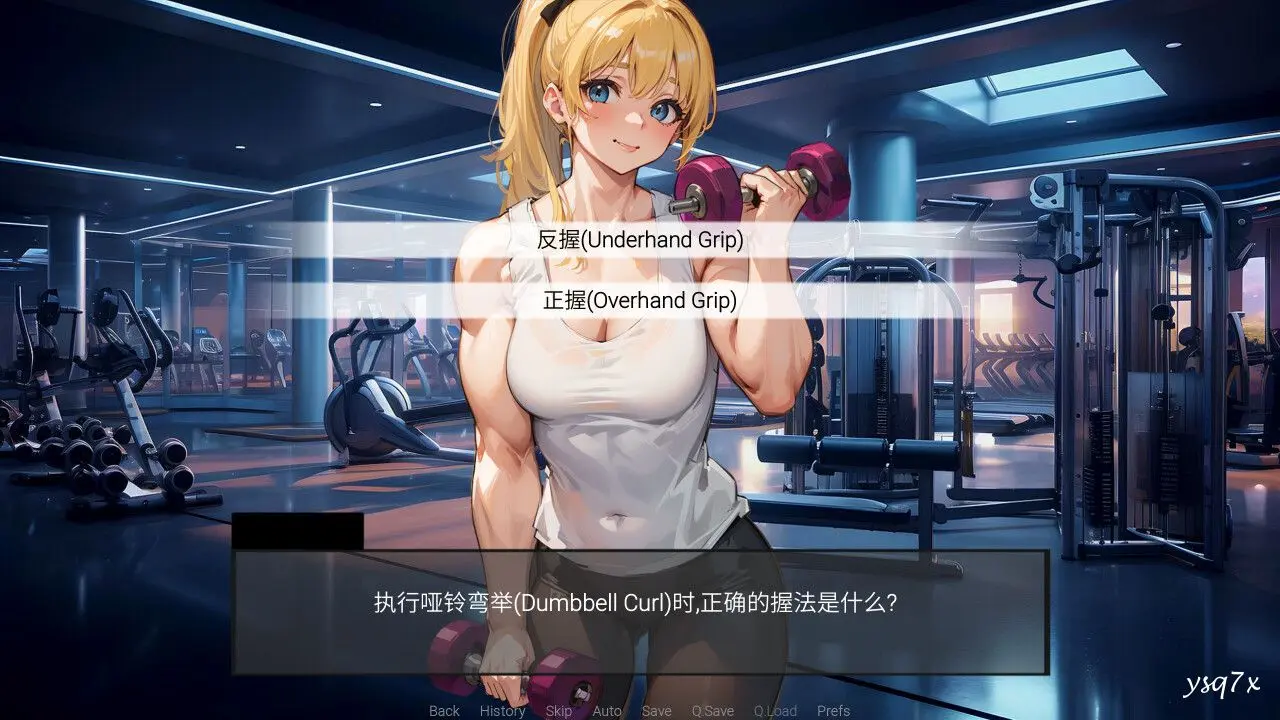 反握(Underhand Grip)
正握(Overhand Grip)
执行哑铃弯举(Dumbbell Curl)时,正确的握法是什么?
ysq7x
Back History Skip Auto Save Q.Save Q.Load Prefs